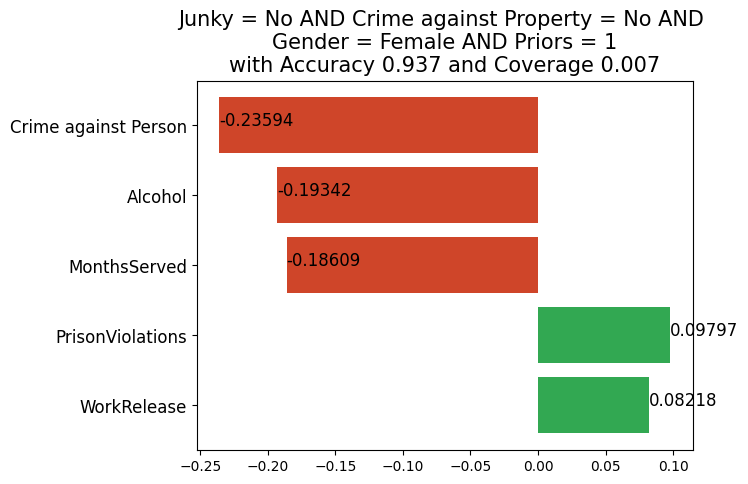 Junky = No AND Crime against Property = No AND
Gender = Female AND Priors = 1
with Accuracy 0.937 and Coverage 0.007
Crime against Person
-0.23594
Alcohol
-0.19342
MonthsServed
-0.18609
PrisonViolations
0.09797
WorkRelease
0.08218
−0.25 −0.20 −0.15 −0.10 −0.05 0.00 0.05 0.10